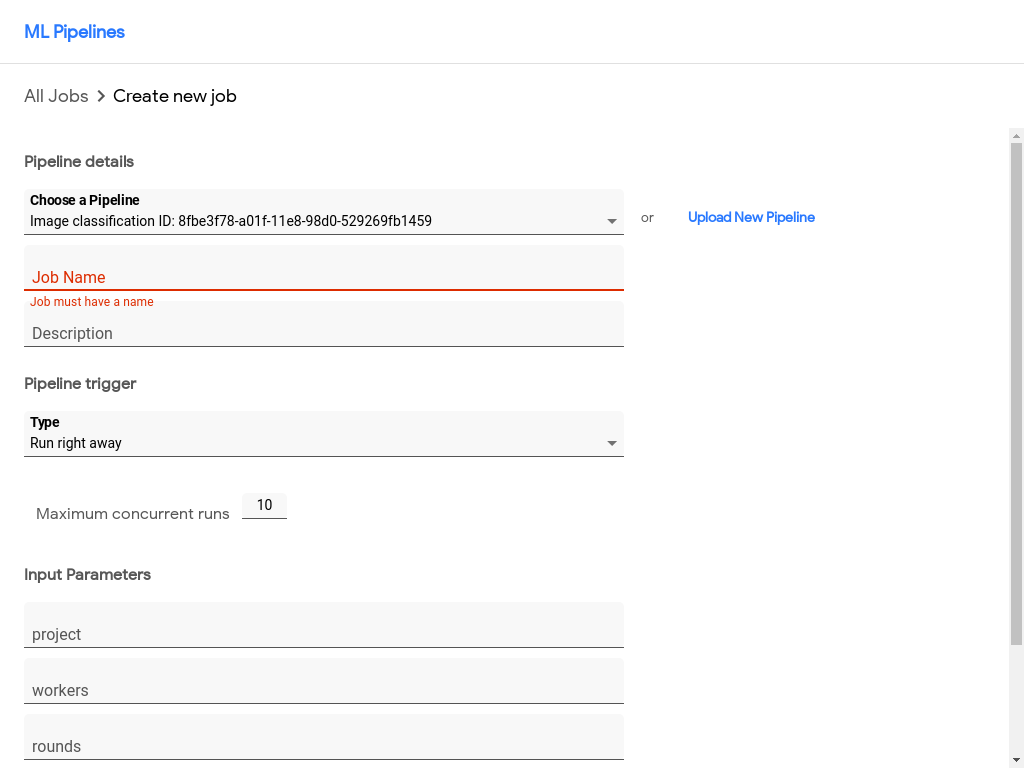 ML Pipelines
All Jobs > Create new job
Pipeline details
Choose a Pipeline
Image classification ID: 8fbe3f78-a01f-11e8-98d0-529269fb1459
or
Upload New Pipeline
Job Name
Job must have a name
Description
Pipeline trigger
Type
Run right away
Maximum concurrent runs 10
Input Parameters
project
workers
rounds